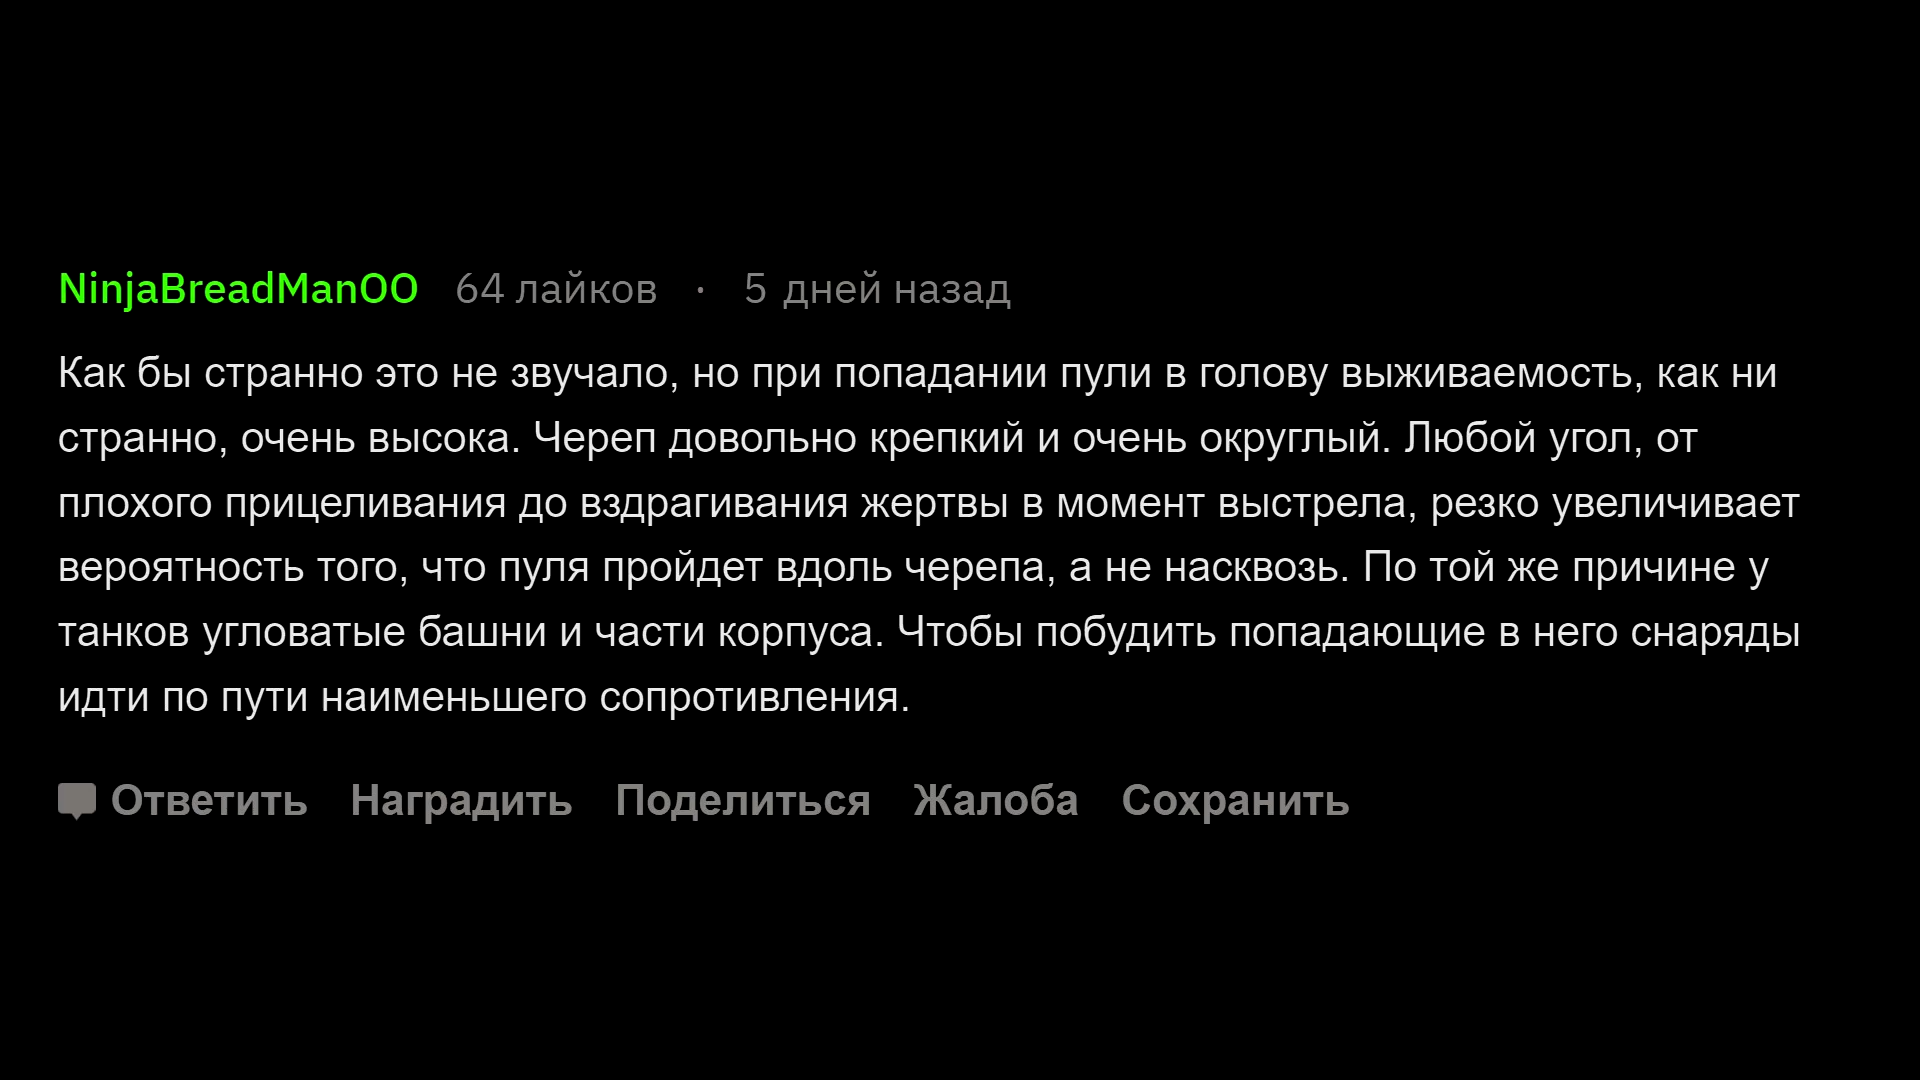 NinjaBreadManOO 64 лайков · 5 дней назад
Как бы странно это не звучало, но при попадании пули в голову выживаемость, как ни
странно, очень высока. Череп довольно крепкий и очень округлый. Любой угол, от
плохого прицеливания до вздрагивания жертвы в момент выстрела, резко увеличивает
вероятность того, что пуля пройдет вдоль черепа, а не насквозь. По той же причине у
танков угловатые башни и части корпуса. Чтобы побудить попадающие в него снаряды
идти по пути наименьшего сопротивления.
Ответить Наградить Поделиться Жалоба Сохранить